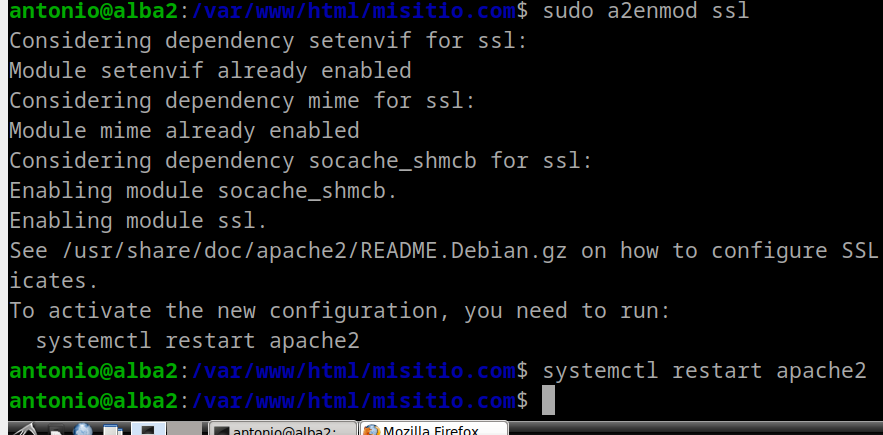 antonio@alba2:/var/www/html/misitio.com$ sudo a2enmod ssl
Considering dependency setenvif for ssl:
Module setenvif already enabled
Considering dependency mime for ssl:
Module mime already enabled
Considering dependency socache_shmcb for ssl:
Enabling module socache_shmcb.
Enabling module ssl.
See /usr/share/doc/apache2/README.Debian.gz on how to configure SSL
icates.
To activate the new configuration, you need to run:
  systemctl restart apache2
antonio@alba2:/var/www/html/misitio.com$ systemctl restart apache2
antonio@alba2:/var/www/html/misitio.com$
antonio@alba2: Mozilla Firefox